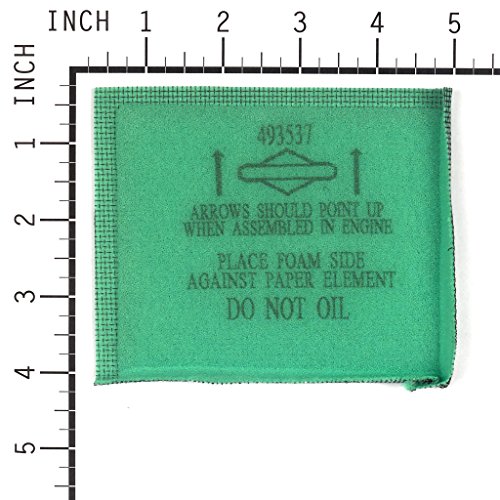 INCH 1 2 3 4 5
INCH
1
2
3
4
5
493537
ARROWS SHOULD POINT UP
WHEN ASSEMBLED IN ENGINE
PLACE FOAM SIDE
AGAINST PAPER ELEMENT
DO NOT OIL